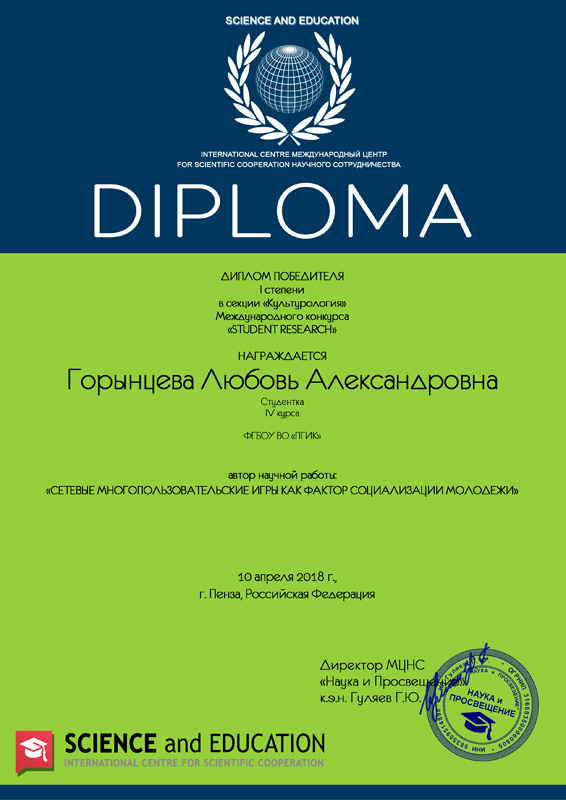 SCIENCE AND EDUCATION
INTERNATIONAL CENTRE МЕЖДУНАРОДНЫЙ ЦЕНТР
FOR SCIENTIFIC COOPERATION НАУЧНОГО СОТРУДНИЧЕСТВА
DIPLOMA
ДИПЛОМ ПОБЕДИТЕЛЯ
I степени
в секции «Культурология»
Международного конкурса
«STUDENT RESEARCH»
НАГРАЖДАЕТСЯ
Горынцева Любовь Александровна
Студентка
IV курса
ФГБОУ ВО «ПГИК»
автор научной работы:
«СЕТЕВЫЕ МНОГОПОЛЬЗОВАТЕЛЬСКИЕ ИГРЫ КАК ФАКТОР СОЦИАЛИЗАЦИИ МОЛОДЕЖИ»
10 апреля 2018 г.,
г. Пенза, Российская Федерация
Директор МЦНС
«Наука и Просвещение»
к.э.н. Гуляев Г.Ю.
НАУКА и
ПРОСВЕЩЕНИЕ
SCIENCE and EDUCATION
INTERNATIONAL CENTRE FOR SCIENTIFIC COOPERATION